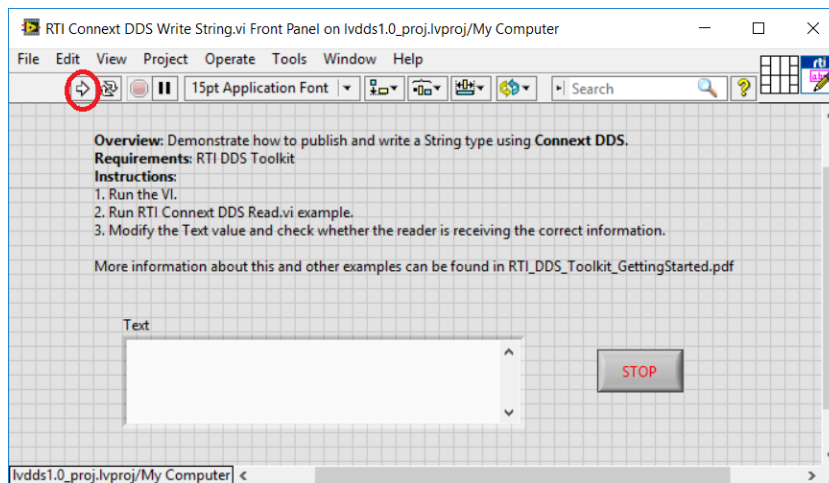 RTI Connext DDS Write String.vi Front Panel on lvdds1.0_proj.lvproj/My Computer
File Edit View Project Operate Tools Window Help
15pt Application Font
Search
rti
Overview: Demonstrate how to publish and write a String type using Connext DDS.
Requirements: RTI DDS Toolkit
Instructions:
1. Run the VI.
2. Run RTI Connext DDS Read.vi example.
3. Modify the Text value and check whether the reader is receiving the correct information.
More information about this and other examples can be found in RTI_DDS_Toolkit_GettingStarted.pdf
Text
STOP
lvdds1.0_proj.lvproj/My Computer